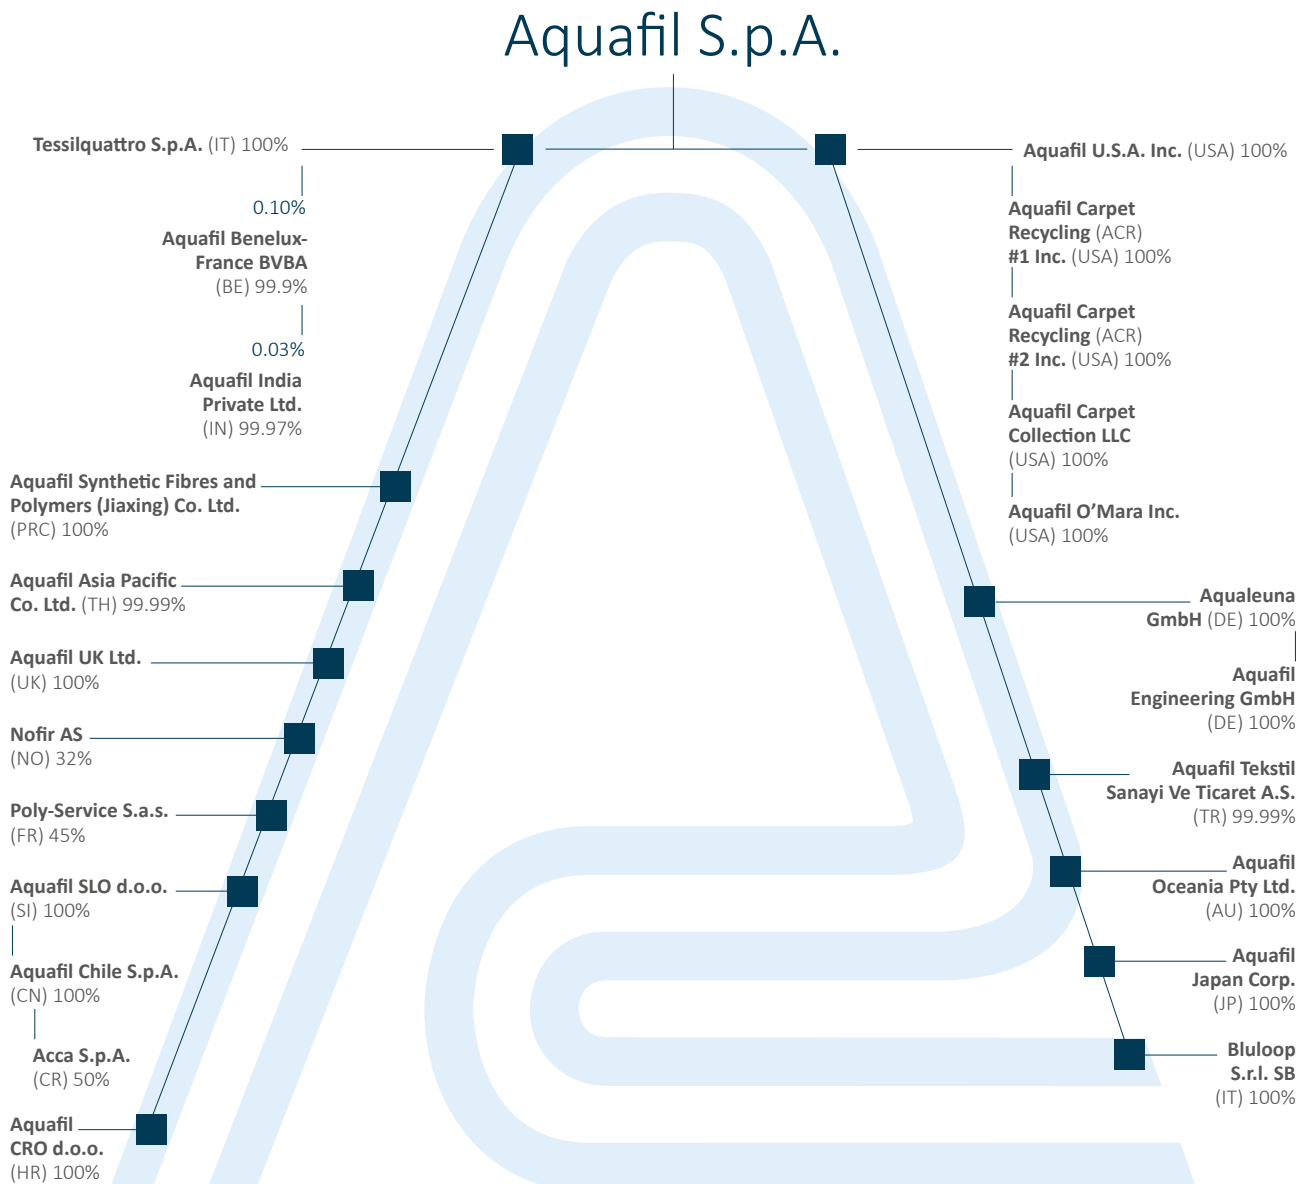 Aquafil S.p.A.
Tessilquattro S.p.A. (IT) 100%
0.10%
Aquafil Benelux-
France BVBA
(BE) 99.9%
0.03%
Aquafil India
Private Ltd.
(IN) 99.97%
Aquafil Synthetic Fibres and
Polymers (Jiaxing) Co. Ltd.
(PRC) 100%
Aquafil Asia Pacific
Co. Ltd. (TH) 99.99%
Aquafil UK Ltd.
(UK) 100%
Nofir AS
(NO) 32%
Poly-Service S.a.s.
(FR) 45%
Aquafil SLO d.o.o.
(SI) 100%
Aquafil Chile S.p.A.
(CN) 100%
Acca S.p.A.
(CR) 50%
Aquafil
CRO d.o.o.
(HR) 100%
Aquafil U.S.A. Inc. (USA) 100%
Aquafil Carpet
Recycling (ACR)
#1 Inc. (USA) 100%
Aquafil Carpet
Recycling (ACR)
#2 Inc. (USA) 100%
Aquafil Carpet
Collection LLC
(USA) 100%
Aquafil O’Mara Inc.
(USA) 100%
Aqualeuna
GmbH (DE) 100%
Aquafil
Engineering GmbH
(DE) 100%
Aquafil Tekstil
Sanayi Ve Ticaret A.S.
(TR) 99.99%
Aquafil
Oceania Pty Ltd.
(AU) 100%
Aquafil
Japan Corp.
(JP) 100%
Bluloop
S.r.l. SB
(IT) 100%